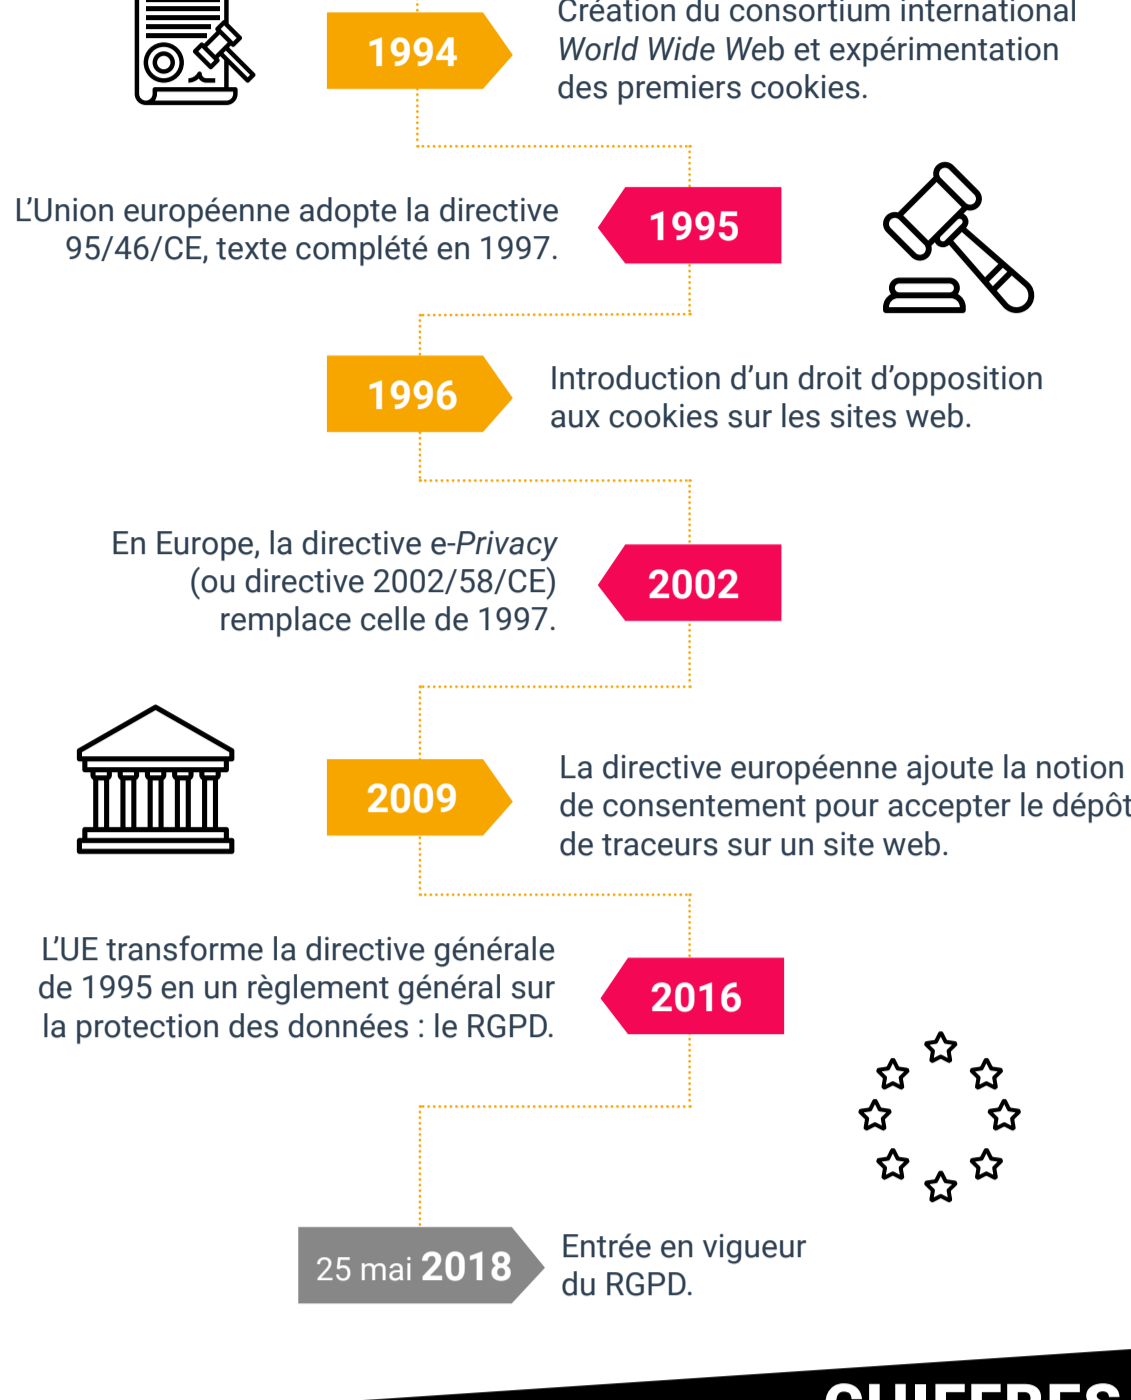 Création du consortium international
1994
World Wide Web et expérimentation
des premiers cookies.
L’Union européenne adopte la directive
95/46/CE, texte complété en 1997.
1995
1996
Introduction d’un droit d’opposition
aux cookies sur les sites web.
En Europe, la directive e-Privacy
(ou directive 2002/58/CE)
remplace celle de 1997.
2002
2009
La directive européenne ajoute la notion
de consentement pour accepter le dépôt
de traceurs sur un site web.
L’UE transforme la directive générale
de 1995 en un règlement général sur
la protection des données : le RGPD.
2016
25 mai 2018
Entrée en vigueur
du RGPD.
CHIFFRES